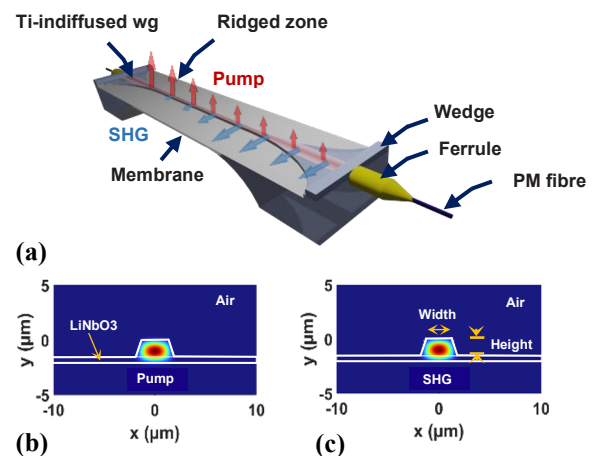 Ti-indiffused wg
Ridged zone
Pump
Wedge
SHG
Ferrule
Membrane
PM fibre
(a)
5
0
-5
y (µm)
Air
LiNbO3
Pump
-10
0
10
x (µm)
(b)
5
0
-5
y (µm)
Air
Width
Height
SHG
-10
0
10
x (µm)
(c)